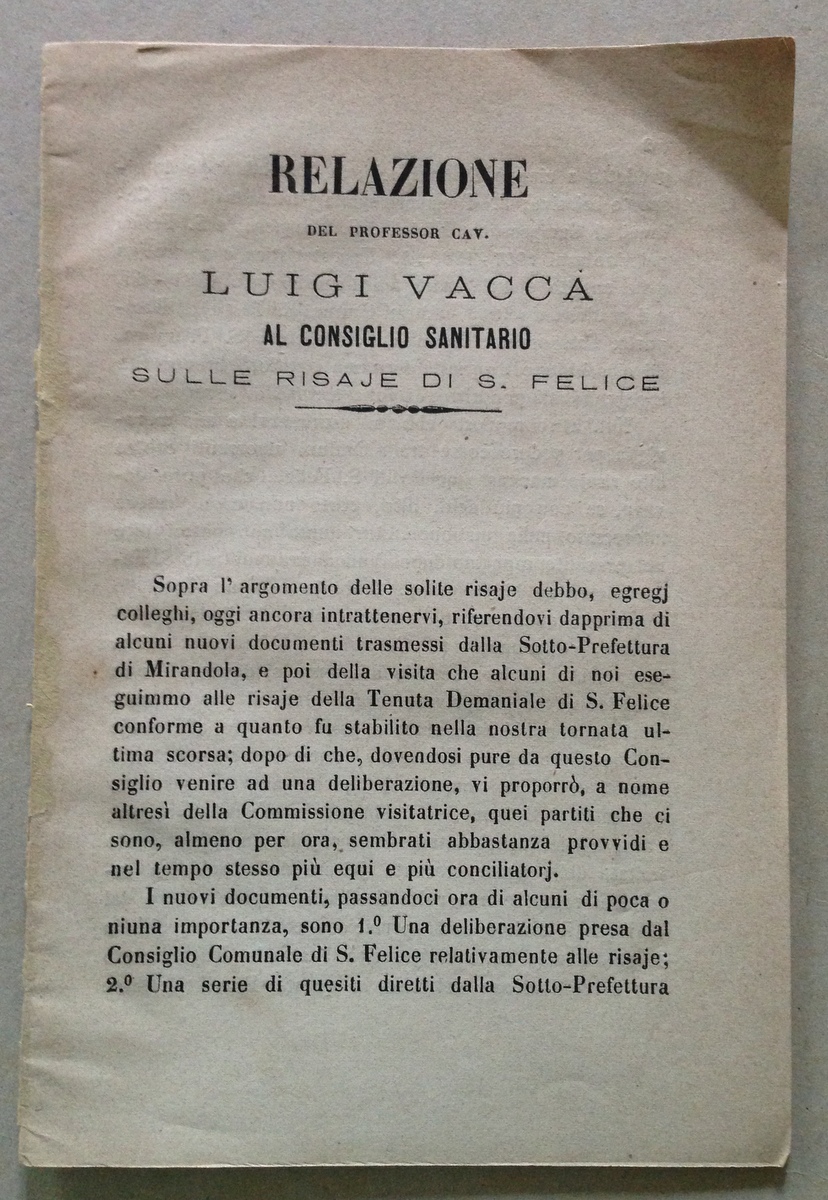 RELAZIONE
DEL PROFESSOR CAV.
LUIGI VACCÀ
AL CONSIGLIO SANITARIO
SULLE RISAJE DI S. FELICE
Sopra l' argomento delle solite risaje debbo, egregj
colleghi, oggi ancora intrattenervi, riferendovi dapprima di
alcuni nuovi documenti trasmessi dalla Sotto-Prefettura
di Mirandola, e poi della visita che alcuni di noi ese-
guimmo alle risaje della Tenuta Demaniale di S. Felice
conforme a quanto fu stabilito nella nostra tornata ul-
tima scorsa; dopo di che, dovendosi pure da questo Con-
siglio venire ad una deliberazione, vi proporrò, a nome
altresì della Commissione visitatrice, quei partiti che ci
sono, almeno per ora, sembrati abbastanza provvidi e
nel tempo stesso più equi e più conciliatorj.
I nuovi documenti, passandoci ora di alcuni di poca o
niuna importanza, sono 1.º Una deliberazione presa dal
Consiglio Comunale di S. Felice relativamente alle risaje;
2.º Una serie di quesiti diretti dalla Sotto-Prefettura